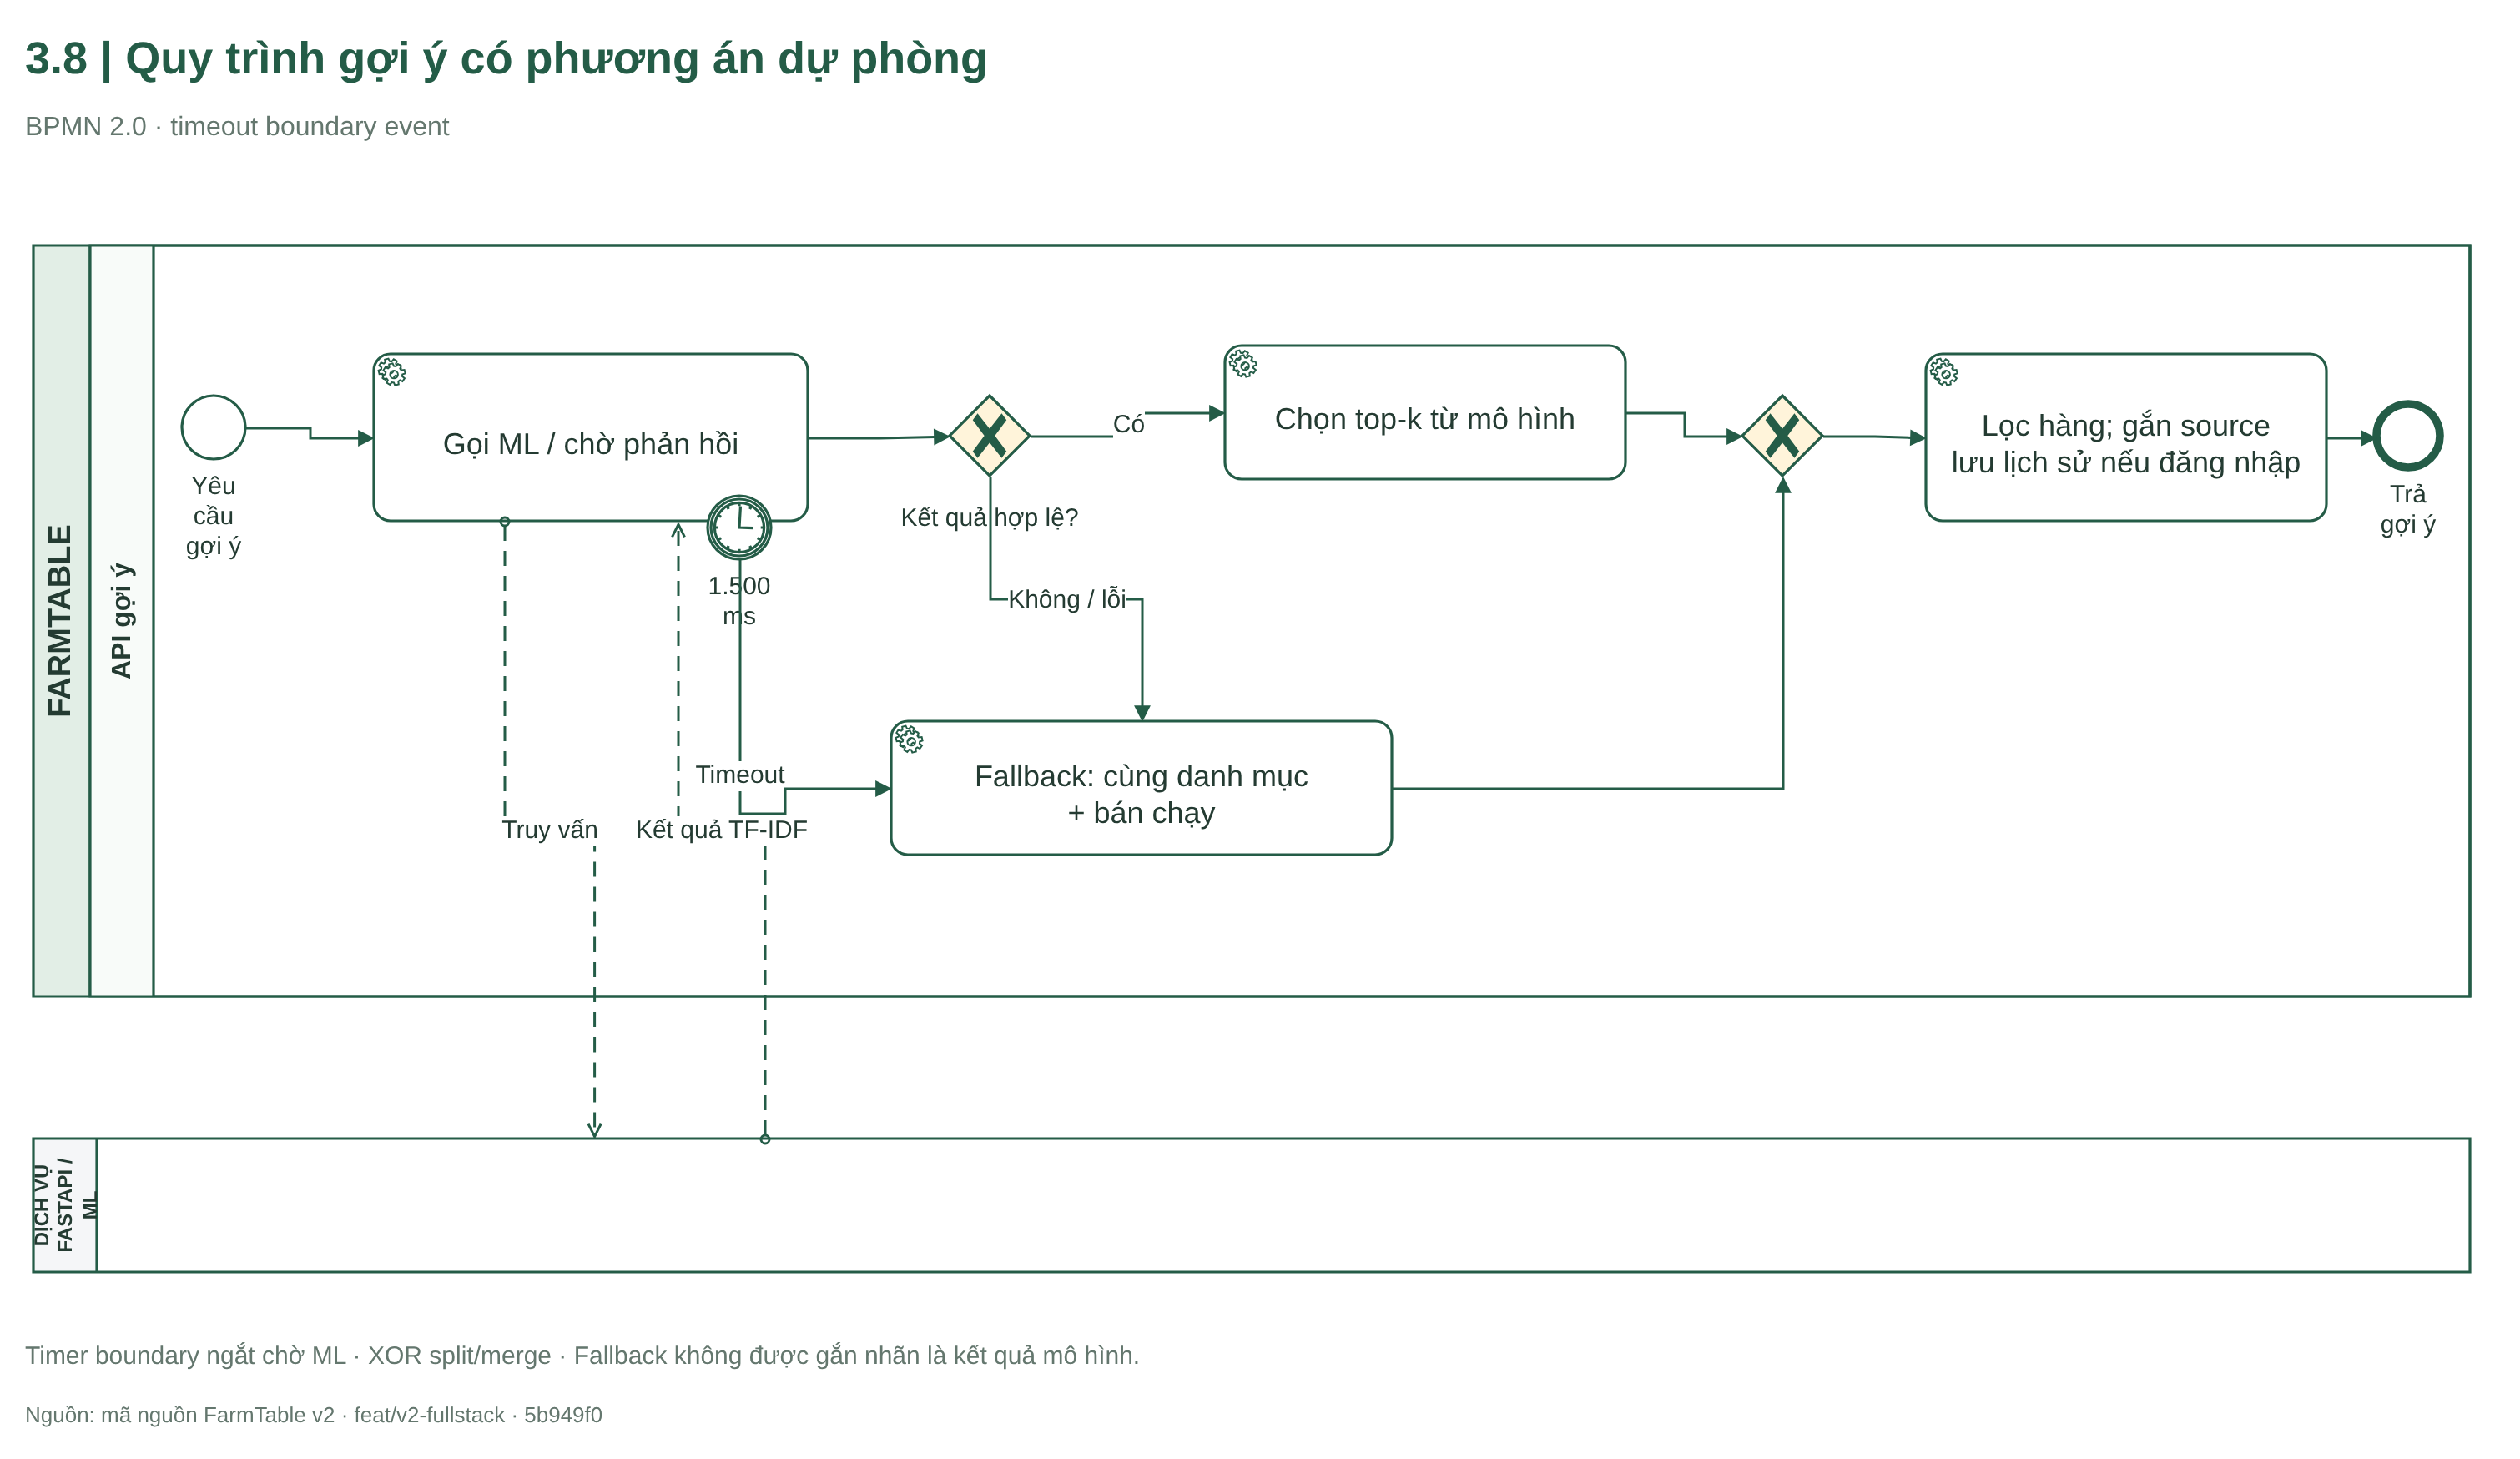 3.8 | Quy trình gợi ý có phương án dự phòng
BPMN 2.0 · timeout boundary event
FARMTABLE
API gợi ý
Yêu
cầu
gợi ý
Gọi ML / chờ phản hồi
1.500
ms
Kết quả hợp lệ?
Có
Chọn top-k từ mô hình
Lọc hàng; gắn source
lưu lịch sử nếu đăng nhập
Trả
gợi ý
Không / lỗi
Timeout
Fallback: cùng danh mục
+ bán chạy
Truy vấn
Kết quả TF-IDF
DỊCH VỤ
FASTAPI /
ML
Timer boundary ngắt chờ ML · XOR split/merge · Fallback không được gắn nhãn là kết quả mô hình.
Nguồn: mã nguồn FarmTable v2 · feat/v2-fullstack · 5b949f0